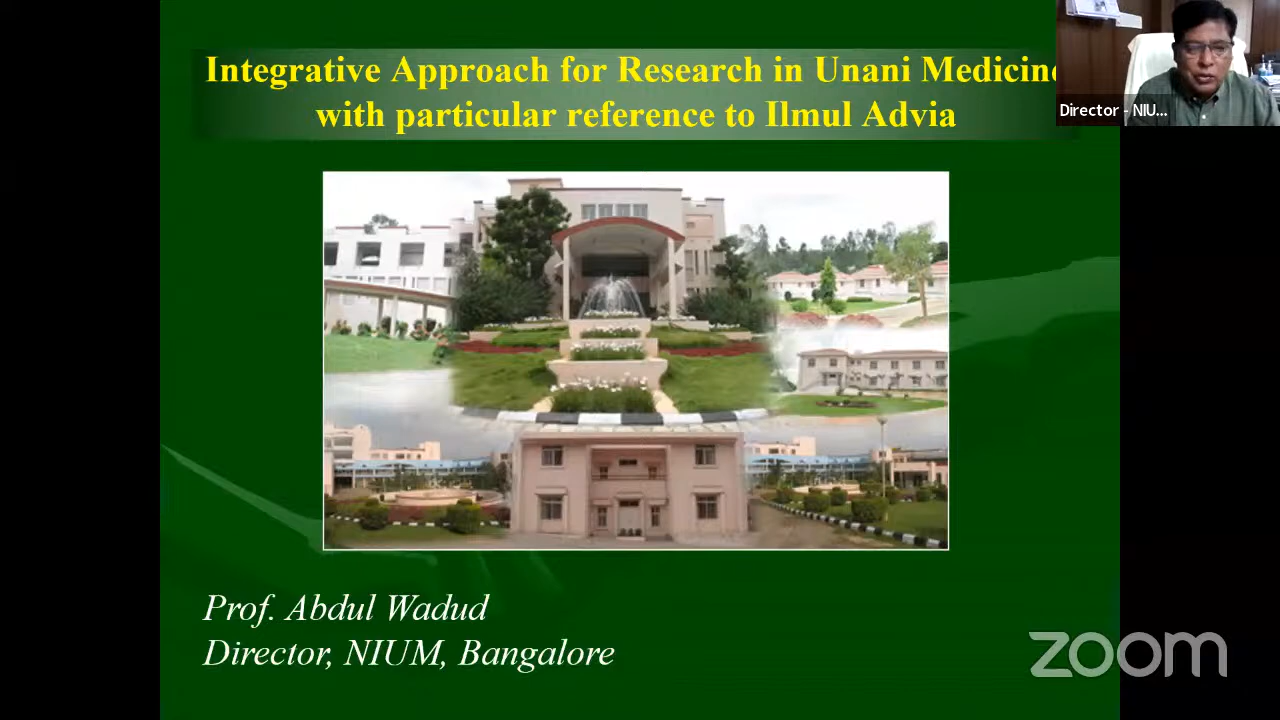 Integrative Approach for Research in Unani Medicine
with particular reference to Ilmul Advia
Director - NIU...
Prof. Abdul Wadud
Director, NIUM, Bangalore
zoom